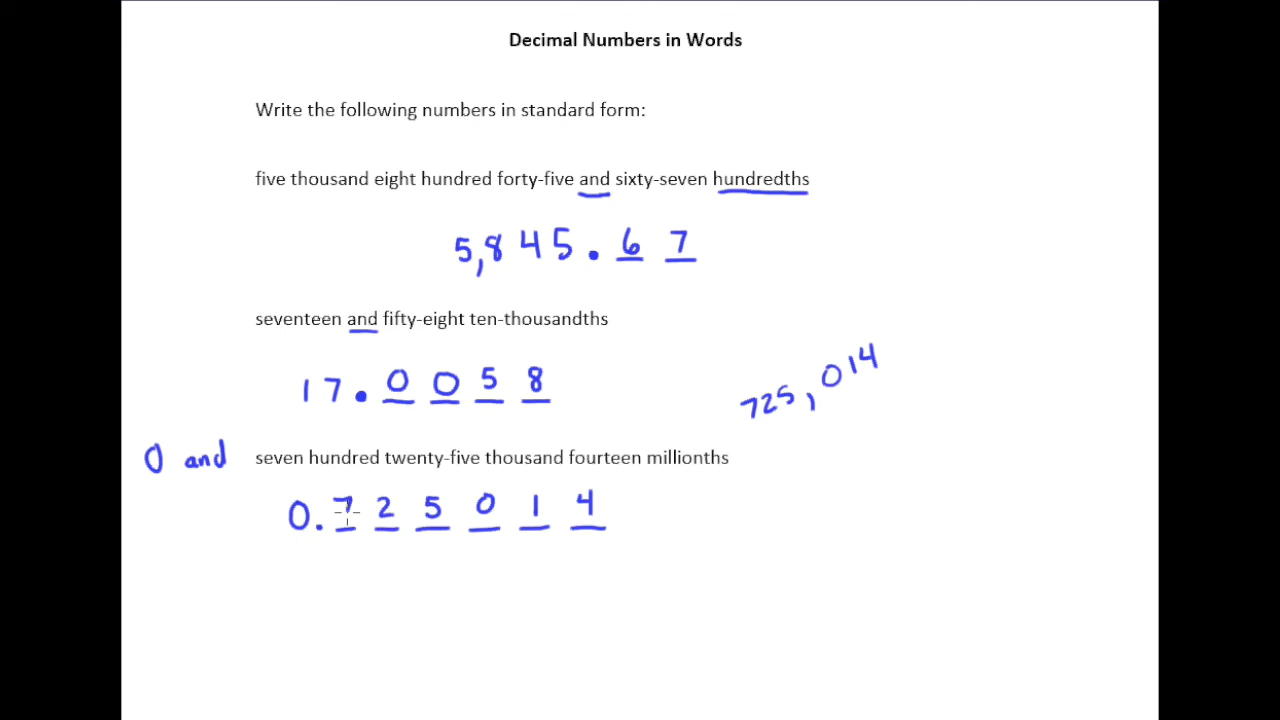 Decimal Numbers in Words
Write the following numbers in standard form:
five thousand eight hundred forty-five and sixty-seven hundredths
5,845.67
seventeen and fifty-eight ten-thousandths
17.0058
725,014
0 and seven hundred twenty-five thousand fourteen millionths
0.725014